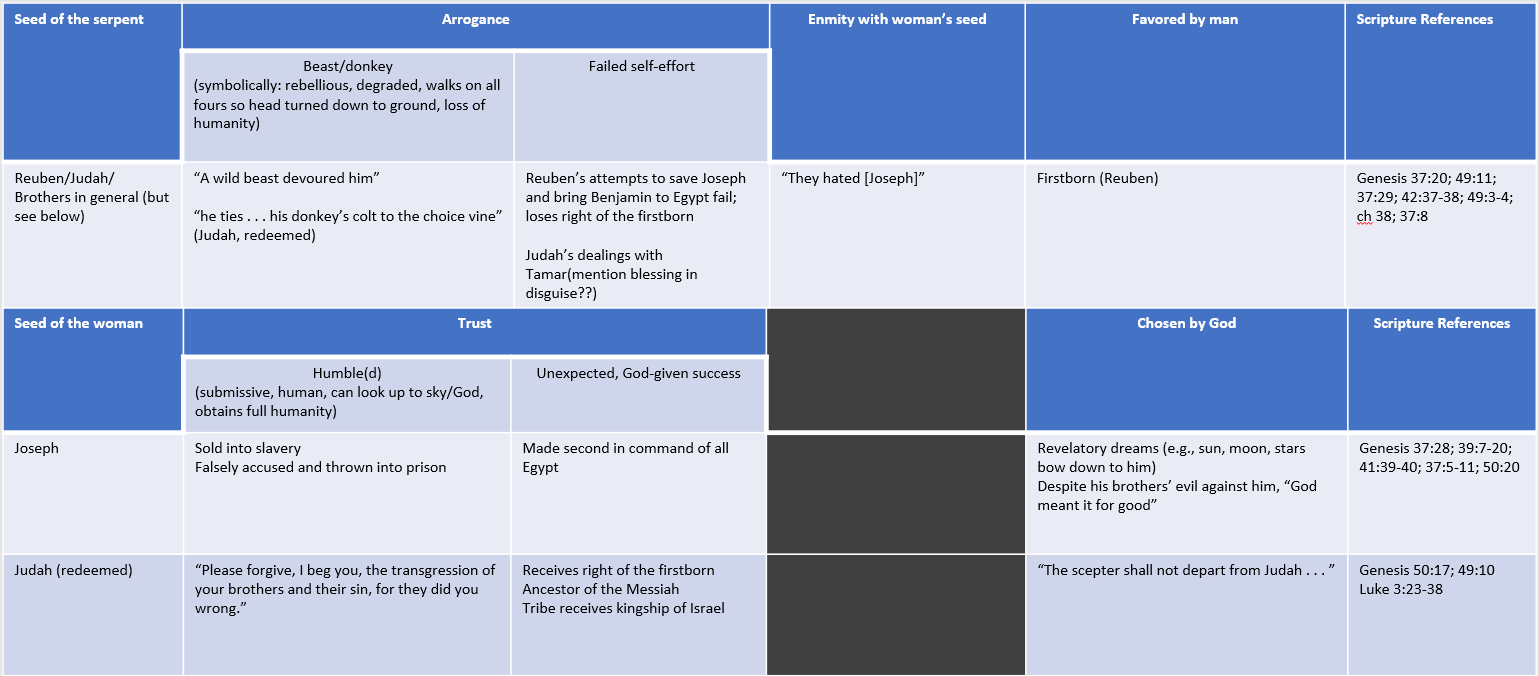 Seed of the serpent
Arrogance
Enmity with woman’s seed
Favored by man
Scripture References
Beast/donkey
(symbolically: rebellious, degraded, walks on all
fours so head turned down to ground, loss of
humanity)
Failed self-effort
Reuben/Judah/
Brothers in general (but
see below)
“A wild beast devoured him”
“he ties . . . his donkey’s colt to the choice vine”
(Judah, redeemed)
Reuben’s attempts to save Joseph
and bring Benjamin to Egypt fail;
loses right of the firstborn
Judah’s dealings with
Tamar(mention blessing in
disguise??)
“They hated [Joseph]”
Firstborn (Reuben)
Genesis 37:20; 49:11;
37:29; 42:37-38; 49:3-4;
ch 38; 37:8
Seed of the woman
Trust
Chosen by God
Scripture References
Humble(d)
(submissive, human, can look up to sky/God,
obtains full humanity)
Unexpected, God-given success
Joseph
Sold into slavery
Falsely accused and thrown into prison
Made second in command of all
Egypt
Revelatory dreams (e.g., sun, moon, stars
bow down to him)
Despite his brothers’ evil against him, “God
meant it for good”
Genesis 37:28; 39:7-20;
41:39-40; 37:5-11; 50:20
Judah (redeemed)
“Please forgive, I beg you, the transgression of
your brothers and their sin, for they did you
wrong.”
Receives right of the firstborn
Ancestor of the Messiah
Tribe receives kingship of Israel
“The scepter shall not depart from Judah . . . ”
Genesis 50:17; 49:10
Luke 3:23-38